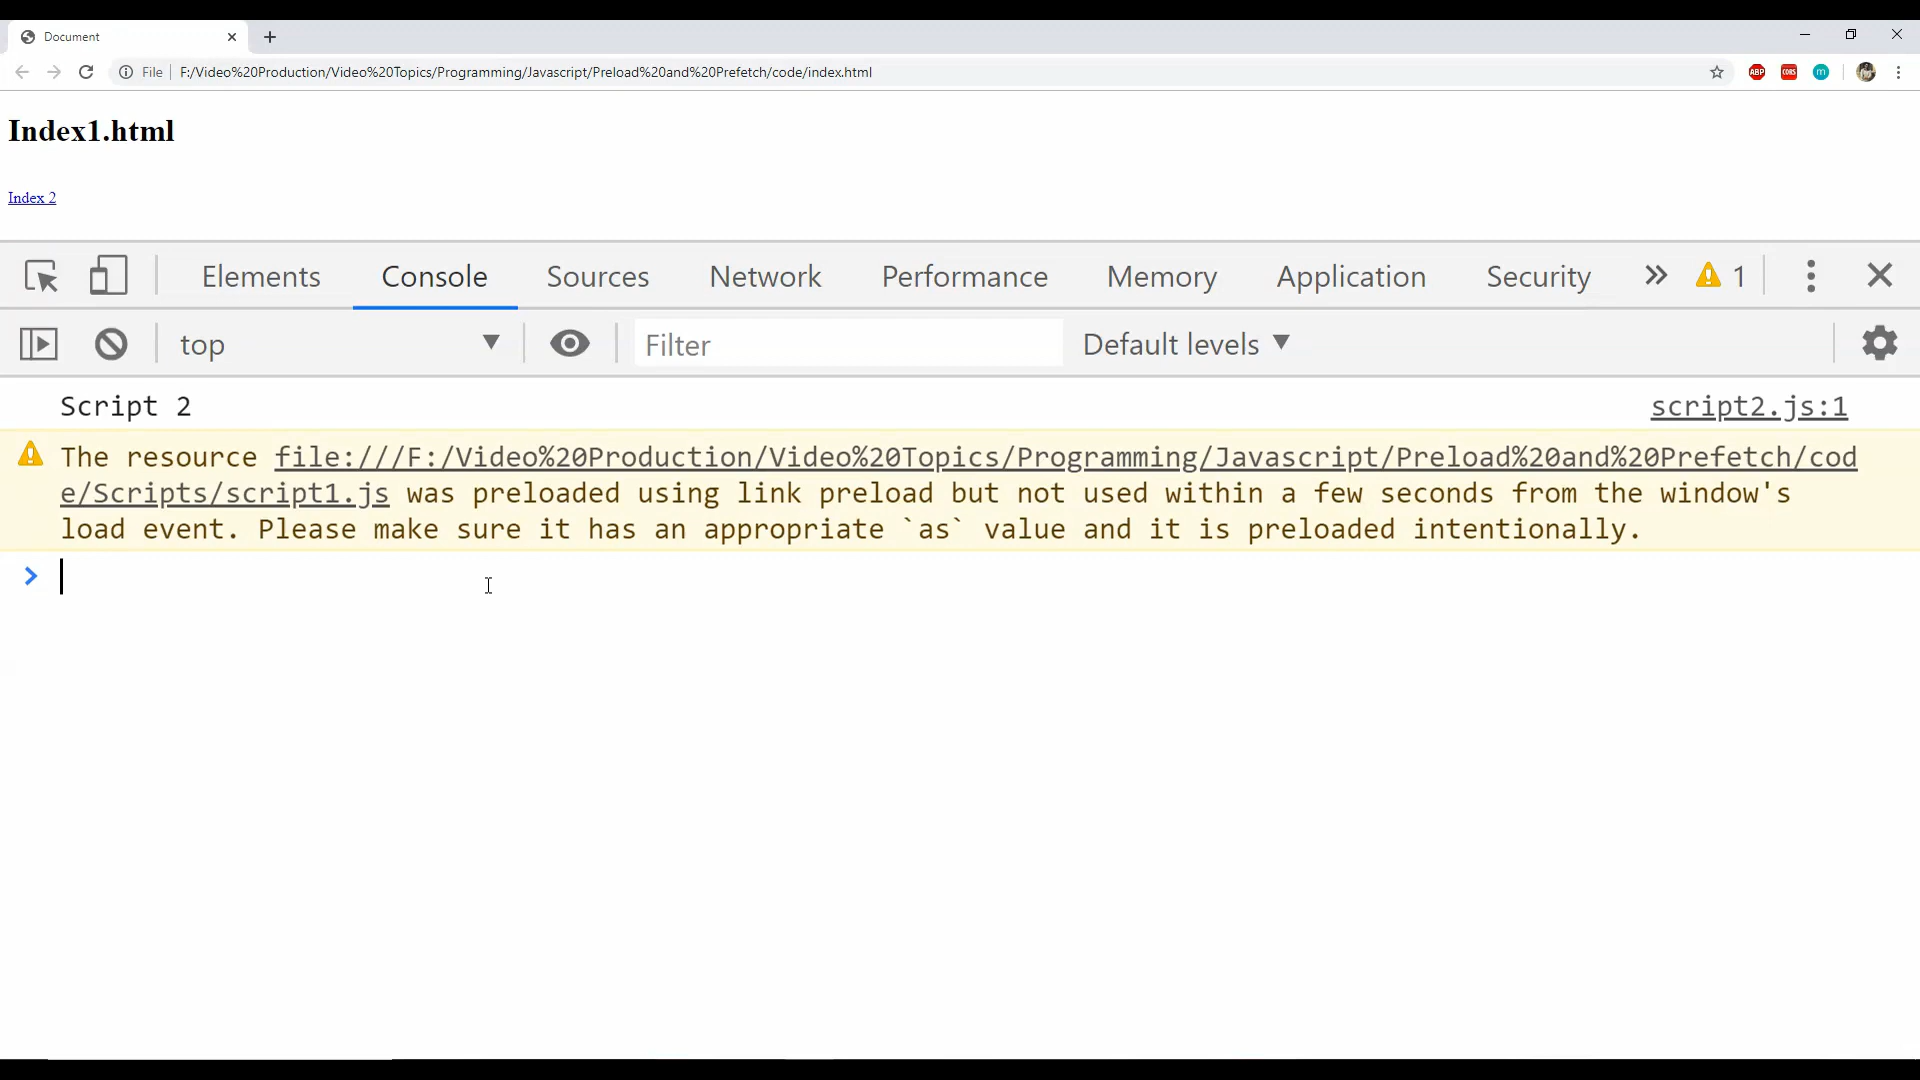 Document
File F:/Video%20Production/Video%20Topics/Programming/Javascript/Preload%20and%20Prefetch/code/index.html
ABP CORS m
Index1.html
Index 2
Elements Console Sources Network Performance Memory Application Security 1
top Filter Default levels
Script 2 script2.js:1
The resource file:///F:/Video%20Production/Video%20Topics/Programming/Javascript/Preload%20and%20Prefetch/cod
e/Scripts/script1.js was preloaded using link preload but not used within a few seconds from the window's
load event. Please make sure it has an appropriate `as` value and it is preloaded intentionally.